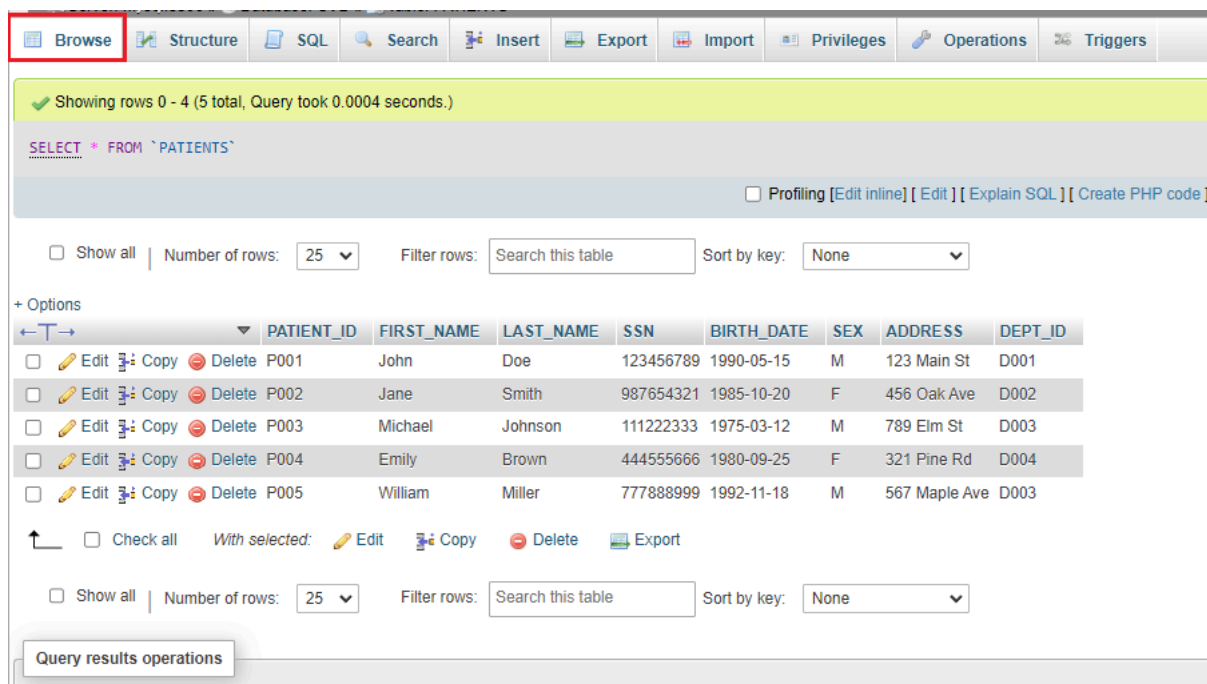 Browse Structure SQL Search Insert Export Import Privileges Operations Triggers
Showing rows 0 - 4 (5 total, Query took 0.0004 seconds.)
SELECT * FROM `PATIENTS`
Profiling [Edit inline] [ Edit ] [ Explain SQL ] [ Create PHP code ]
Show all | Number of rows: 25 Filter rows: Search this table Sort by key: None
+ Options
←T→ PATIENT_ID FIRST_NAME LAST_NAME SSN BIRTH_DATE SEX ADDRESS DEPT_ID
Edit Copy Delete P001 John Doe 123456789 1990-05-15 M 123 Main St D001
Edit Copy Delete P002 Jane Smith 987654321 1985-10-20 F 456 Oak Ave D002
Edit Copy Delete P003 Michael Johnson 111222333 1975-03-12 M 789 Elm St D003
Edit Copy Delete P004 Emily Brown 444555666 1980-09-25 F 321 Pine Rd D004
Edit Copy Delete P005 William Miller 777888999 1992-11-18 M 567 Maple Ave D003
Check all With selected: Edit Copy Delete Export
Show all | Number of rows: 25 Filter rows: Search this table Sort by key: None
Query results operations